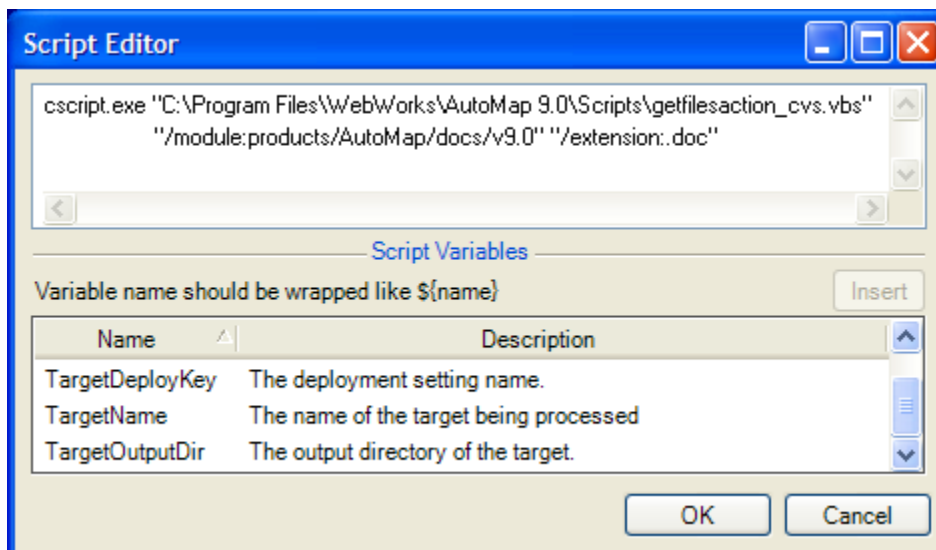 Script Editor
cscript.exe "C:\Program Files\WebWorks\AutoMap 9.0\Scripts\getfilesaction_cvs.vbs"
"/module:products/AutoMap/docs/v9.0" "/extension:.doc"
Script Variables
Variable name should be wrapped like ${name}
Insert
Name Description
TargetDeployKey The deployment setting name.
TargetName The name of the target being processed
TargetOutputDir The output directory of the target.
OK Cancel